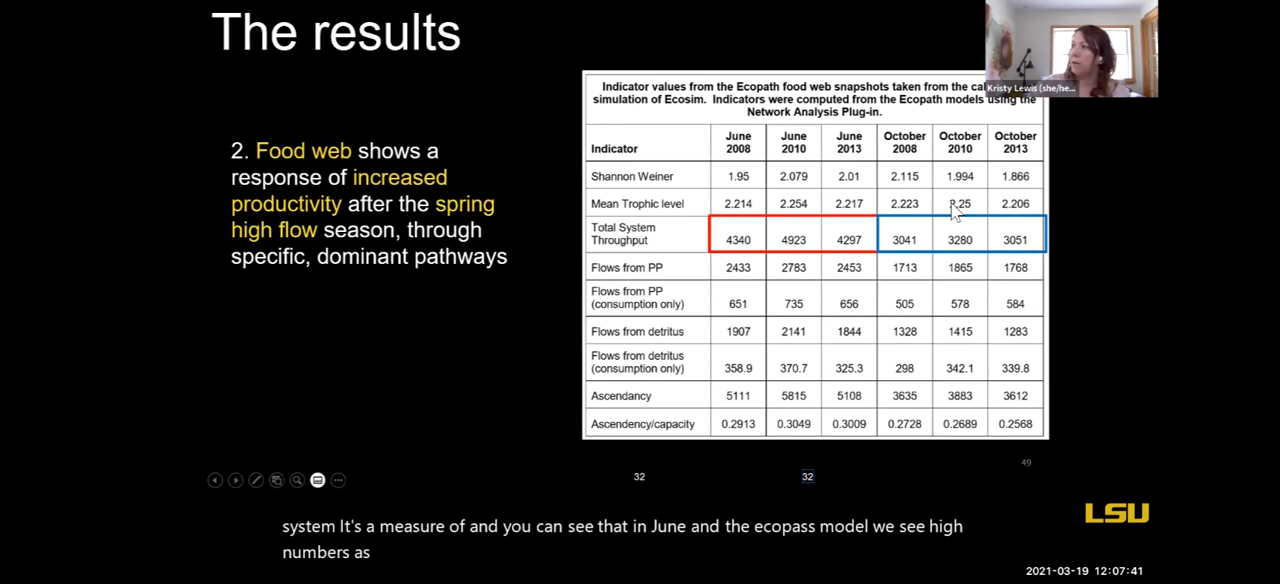 The results
Kristy Lewis (she/he...
2. Food web shows a
response of increased
productivity after the spring
high flow season, through
specific, dominant pathways
Indicator values from the Ecopath food web snapshots taken from the ca
simulation of Ecosim. Indicators were computed from the Ecopath models using the
Network Analysis Plug-in.
Indicator June 2008 June 2010 June 2013 October 2008 October 2010 October 2013
Shannon Weiner 1.95 2.079 2.01 2.115 1.994 1.866
Mean Trophic level 2.214 2.254 2.217 2.223 2.25 2.206
Total System Throughput 4340 4923 4297 3041 3280 3051
Flows from PP 2433 2783 2453 1713 1865 1768
Flows from PP (consumption only) 651 735 656 505 578 584
Flows from detritus 1907 2141 1844 1328 1415 1283
Flows from detritus (consumption only) 358.9 370.7 325.3 298 342.1 339.8
Ascendancy 5111 5815 5108 3635 3883 3612
Ascendency/capacity 0.2913 0.3049 0.3009 0.2728 0.2689 0.2568
49
32 32
system It's a measure of and you can see that in June and the ecopass model we see high
numbers as
LSU
2021-03-19 12:07:41